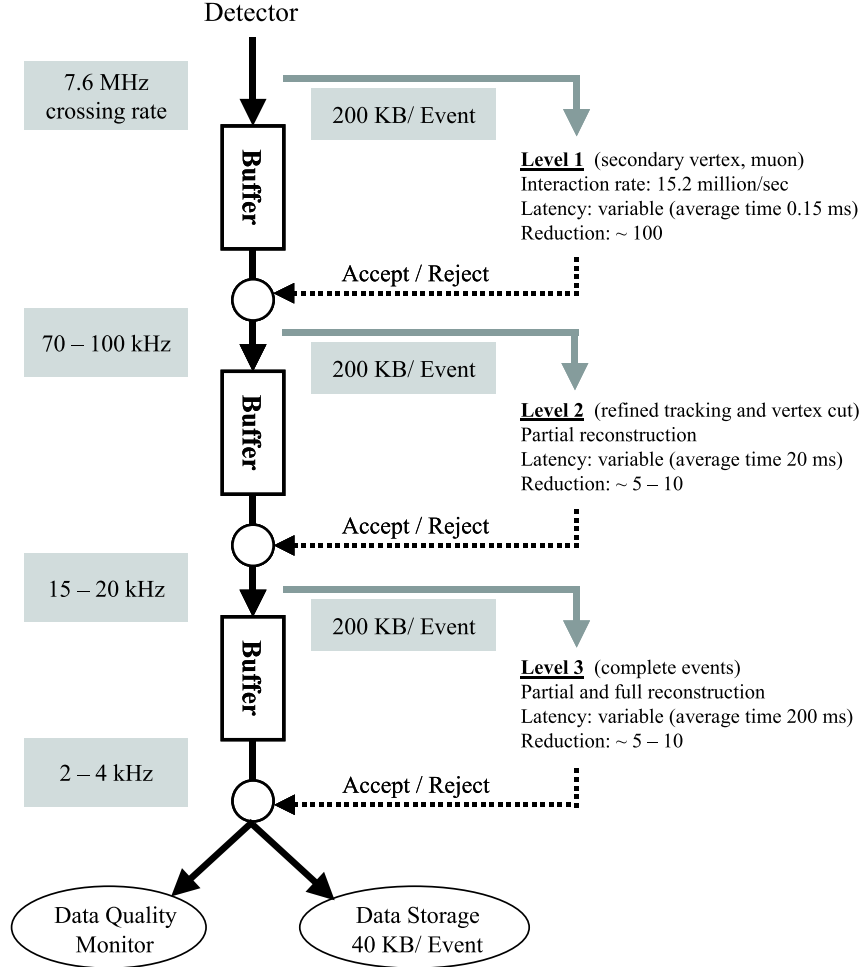 Detector
7.6 MHz
crossing rate
200 KB/ Event
Buffer
Level 1 (secondary vertex, muon)
Interaction rate: 15.2 million/sec
Latency: variable (average time 0.15 ms)
Reduction: ~ 100
Accept / Reject
70 – 100 kHz
200 KB/ Event
Buffer
Level 2 (refined tracking and vertex cut)
Partial reconstruction
Latency: variable (average time 20 ms)
Reduction: ~ 5 – 10
Accept / Reject
15 – 20 kHz
200 KB/ Event
Buffer
Level 3 (complete events)
Partial and full reconstruction
Latency: variable (average time 200 ms)
Reduction: ~ 5 – 10
2 – 4 kHz
Accept / Reject
Data Quality
Monitor
Data Storage
40 KB/ Event